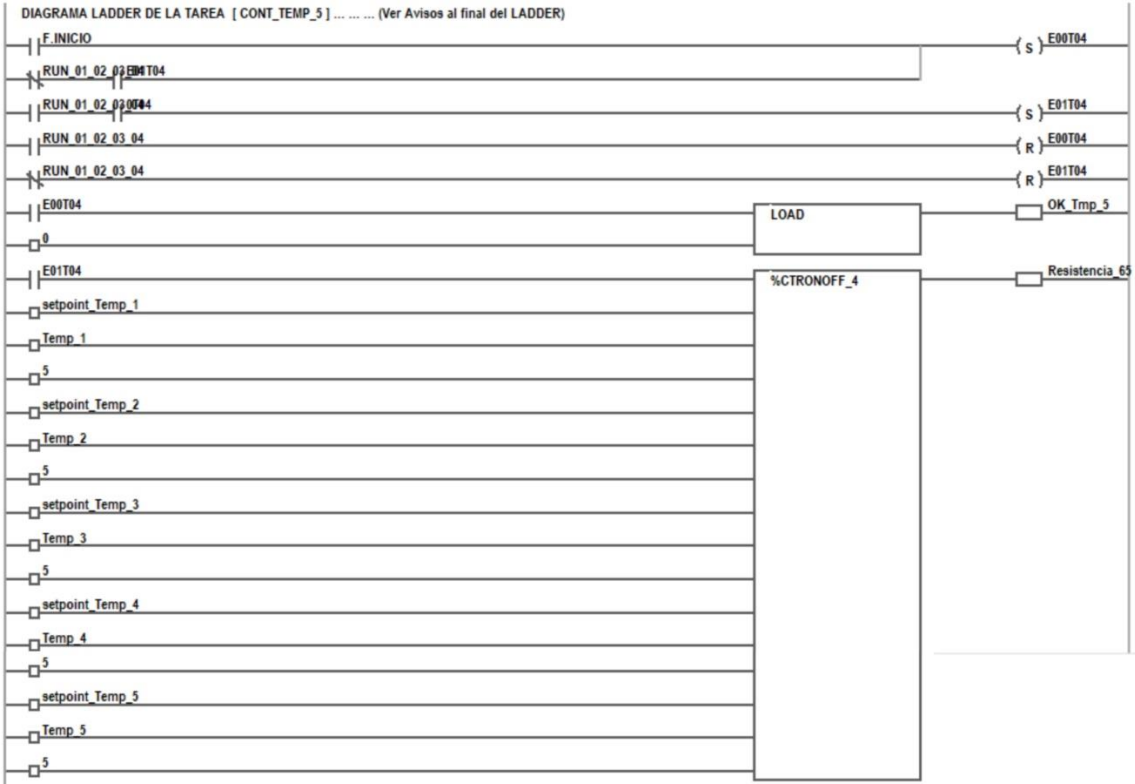 DIAGRAMA LADDER DE LA TAREA [ CONT_TEMP_5 ] ... ... ... (Ver Avisos al final del LADDER)
F.INICIO
( S ) E00T04
RUN_01_02_03_04 E01T04
RUN_01_02_03_04
( S ) E01T04
RUN_01_02_03_04
( R ) E00T04
RUN_01_02_03_04
( R ) E01T04
E00T04
LOAD
OK_Tmp_5
0
E01T04
%CTRONOFF_4
Resistencia_65
setpoint_Temp_1
Temp_1
5
setpoint_Temp_2
Temp_2
5
setpoint_Temp_3
Temp_3
5
setpoint_Temp_4
Temp_4
5
setpoint_Temp_5
Temp_5
5